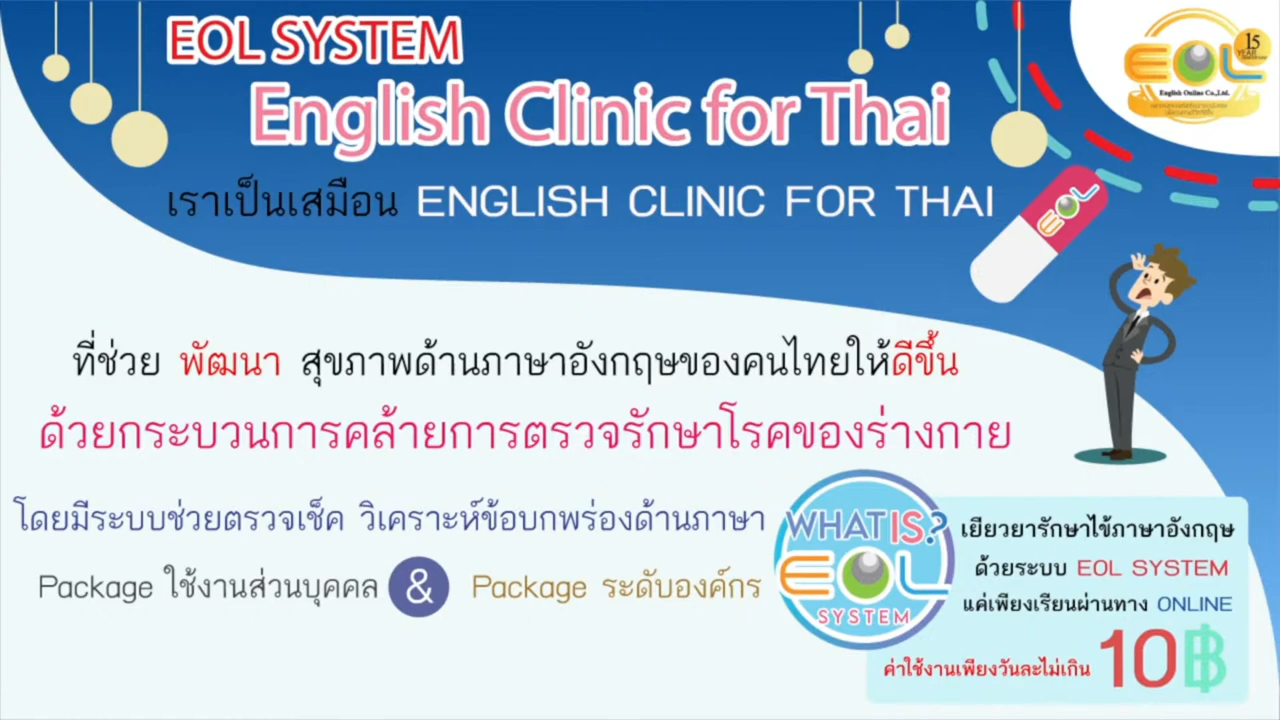 EOL SYSTEM
English Clinic for Thai
เราเป็นเสมือน ENGLISH CLINIC FOR THAI
EOL
15
YEAR
English Online Co.,Ltd.
EOL
ที่ช่วย พัฒนา สุขภาพด้านภาษาอังกฤษของคนไทยให้ดีขึ้น
ด้วยกระบวนการคล้ายการตรวจรักษาโรคของร่างกาย
โดยมีระบบช่วยตรวจเช็ค วิเคราะห์ข้อบกพร่องด้านภาษา
Package ใช้งานส่วนบุคคล & Package ระดับองค์กร
WHAT IS?
EOL
SYSTEM
เยียวยารักษาไข้ภาษาอังกฤษ
ด้วยระบบ EOL SYSTEM
แค่เพียงเรียนผ่านทาง ONLINE
ค่าใช้งานเพียงวันละไม่เกิน 10฿